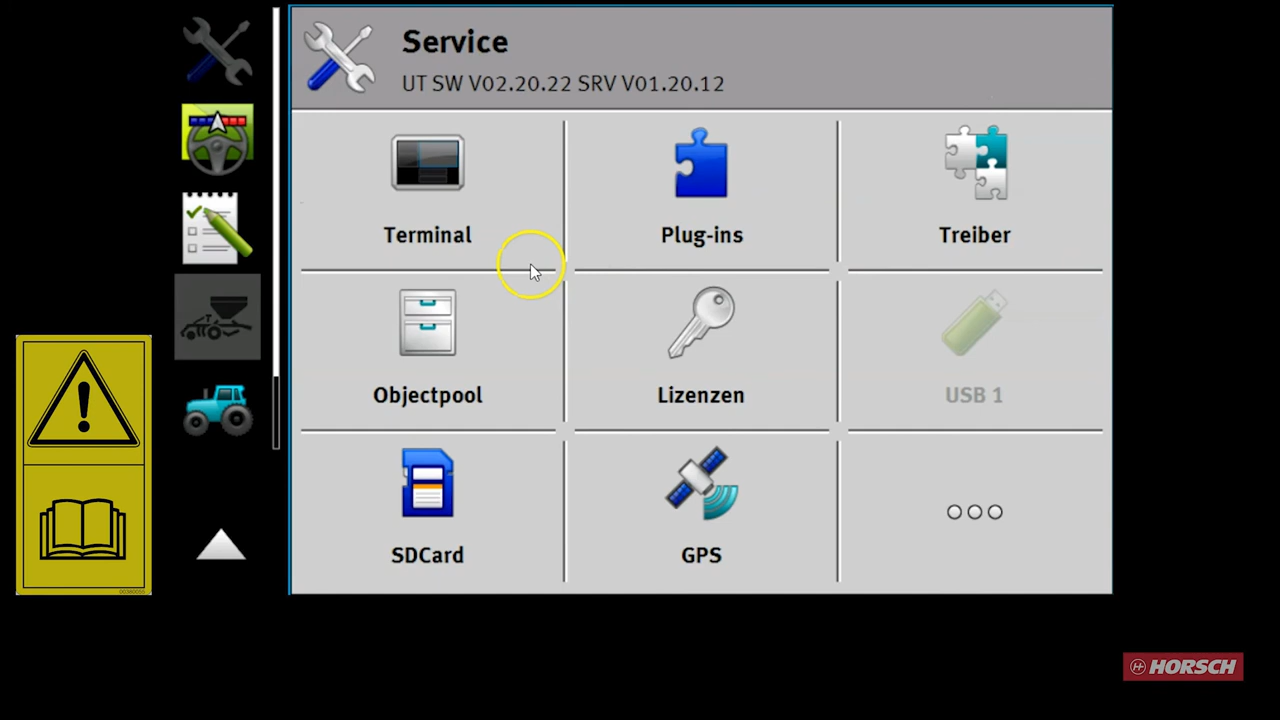 Service
UT SW V02.20.22 SRV V01.20.12
Terminal
Plug-ins
Treiber
Objectpool
Lizenzen
USB 1
SDCard
GPS
HORSCH